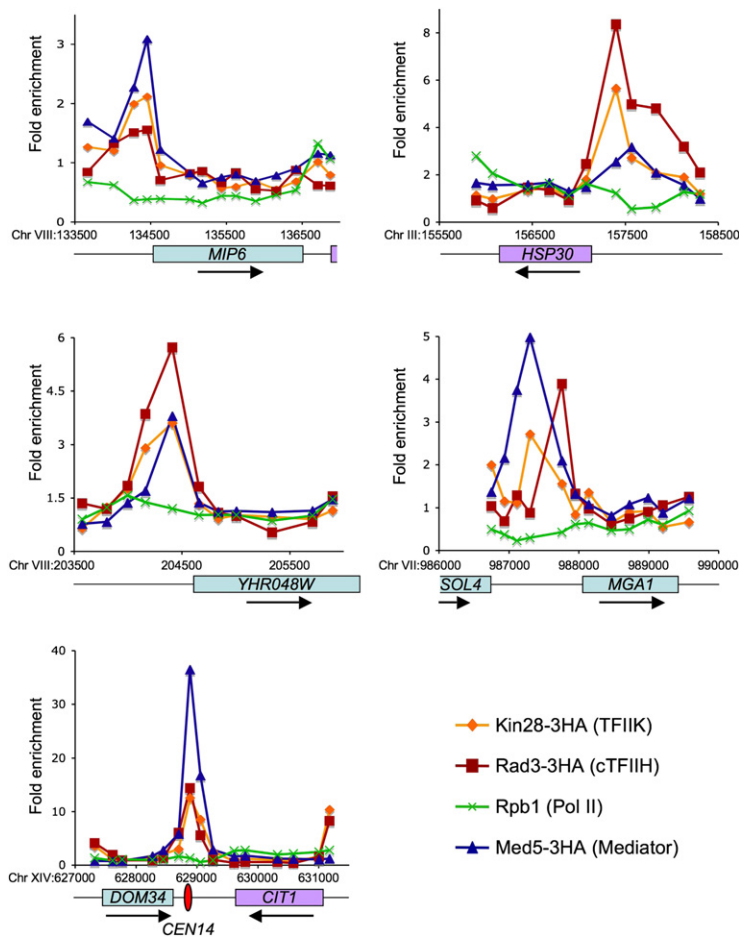 Fold enrichment
3
2
1
0
Chr VIII:133500 134500 135500 136500
MIP6
Fold enrichment
8
6
4
2
0
Chr III:155500 156500 157500 158500
HSP30
Fold enrichment
6
4.5
3
1.5
0
Chr VIII:203500 204500 205500
YHR048W
Fold enrichment
5
4
3
2
1
0
Chr VII:986000 987000 988000 989000 990000
SOL4 MGA1
Fold enrichment
40
30
20
10
0
Chr XIV:627000 628000 629000 630000 631000
DOM34 CIT1
CEN14
Kin28-3HA (TFIIK)
Rad3-3HA (cTFIIH)
Rpb1 (Pol II)
Med5-3HA (Mediator)